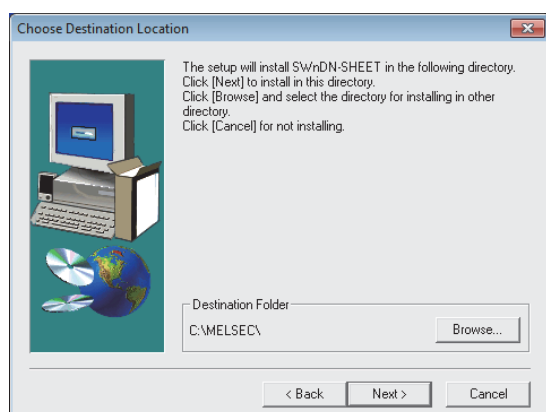 Choose Destination Location
The setup will install SWnDN-SHEET in the following directory.
Click [Next] to install in this directory.
Click [Browse] and select the directory for installing in other
directory.
Click [Cancel] for not installing.
Destination Folder
C:\MELSEC\
Browse...
< Back
Next >
Cancel